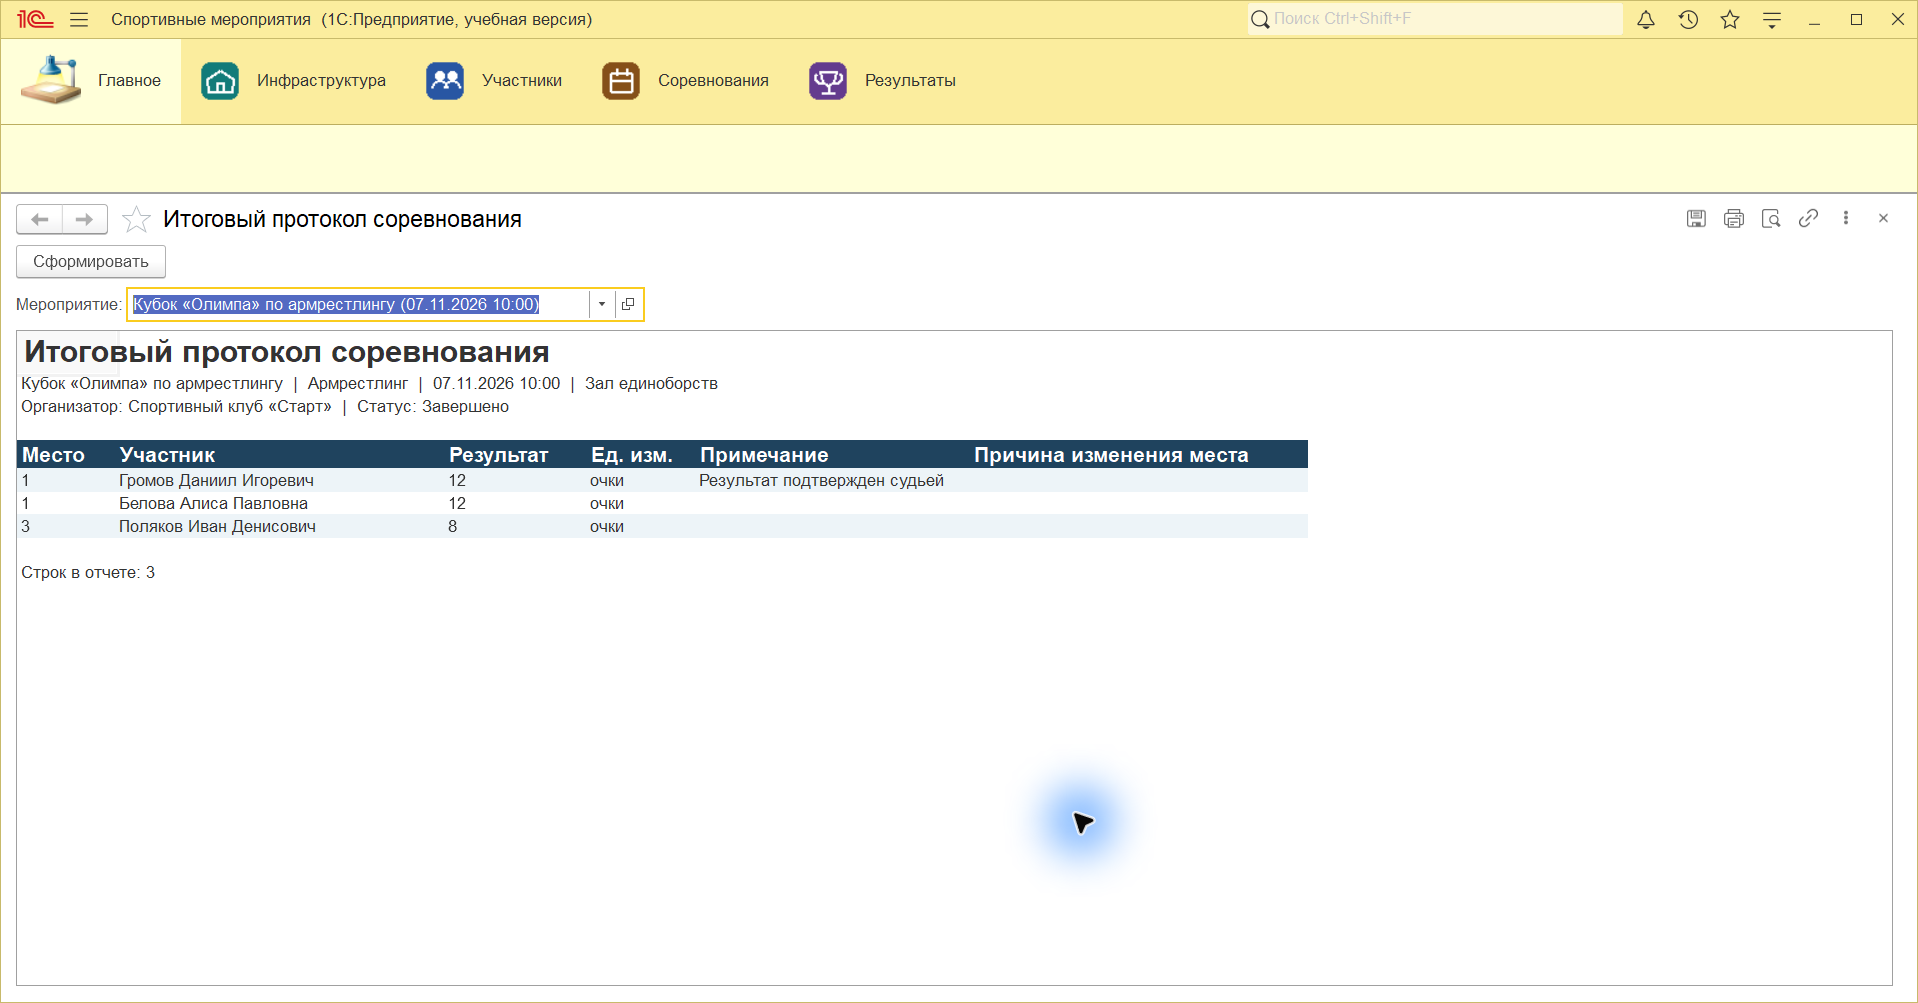 1С Спортивные мероприятия (1С:Предприятие, учебная версия) Поиск Ctrl+Shift+F
Главное Инфраструктура Участники Соревнования Результаты
Итоговый протокол соревнования
Сформировать
Мероприятие: Кубок «Олимпа» по армрестлингу (07.11.2026 10:00)
Итоговый протокол соревнования
Кубок «Олимпа» по армрестлингу | Армрестлинг | 07.11.2026 10:00 | Зал единоборств
Организатор: Спортивный клуб «Старт» | Статус: Завершено
Место Участник Результат Ед. изм. Примечание Причина изменения места
1 Громов Даниил Игоревич 12 очки Результат подтвержден судьей
1 Белова Алиса Павловна 12 очки
3 Поляков Иван Денисович 8 очки
Строк в отчете: 3